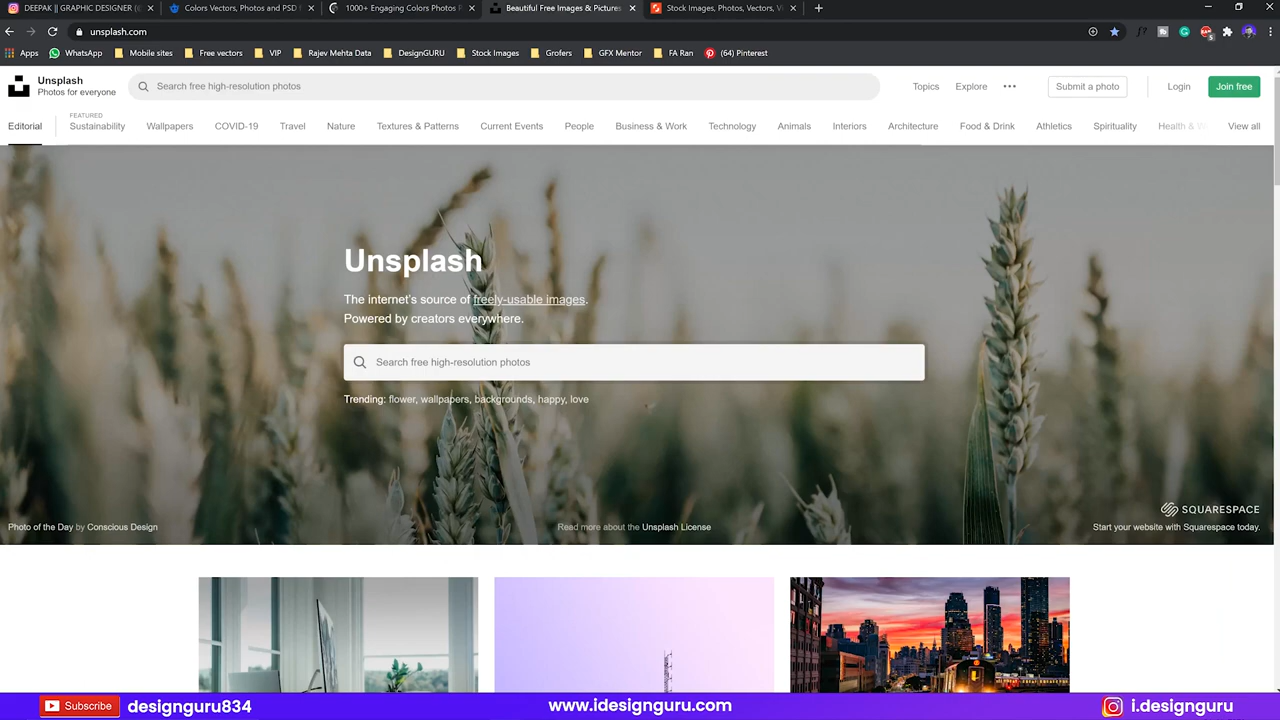 DEEPAK || GRAPHIC DESIGNER (
Colors Vectors, Photos and PSD f
1000+ Engaging Colors Photos
Beautiful Free Images & Pictures
Stock Images, Photos, Vectors, Vi
unsplash.com
Apps
WhatsApp
Mobile sites
Free vectors
VIP
Rajev Mehta Data
DesignGURU
Stock Images
Grofers
GFX Mentor
FA Ran
(64) Pinterest
Unsplash
Photos for everyone
Search free high-resolution photos
Topics
Explore
Submit a photo
Login
Join free
Editorial
FEATURED
Sustainability
Wallpapers
COVID-19
Travel
Nature
Textures & Patterns
Current Events
People
Business & Work
Technology
Animals
Interiors
Architecture
Food & Drink
Athletics
Spirituality
Health & W
View all
Unsplash
The internet's source of freely-usable images.
Powered by creators everywhere.
Search free high-resolution photos
Trending: flower, wallpapers, backgrounds, happy, love
SQUARESPACE
Photo of the Day by Conscious Design
Read more about the Unsplash License
Start your website with Squarespace today.
Subscribe
designguru834
www.idesignguru.com
i.designguru